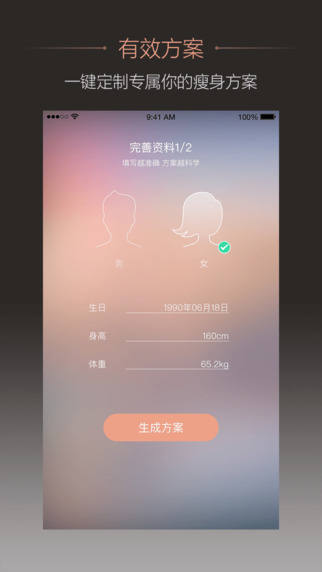 有效方案
一键定制专属你的瘦身方案
9:41 AM 100%
完善资料1/2
填写越准确 方案越科学
男 女
生日 1990年06月18日
身高 160cm
体重 65.2kg
生成方案